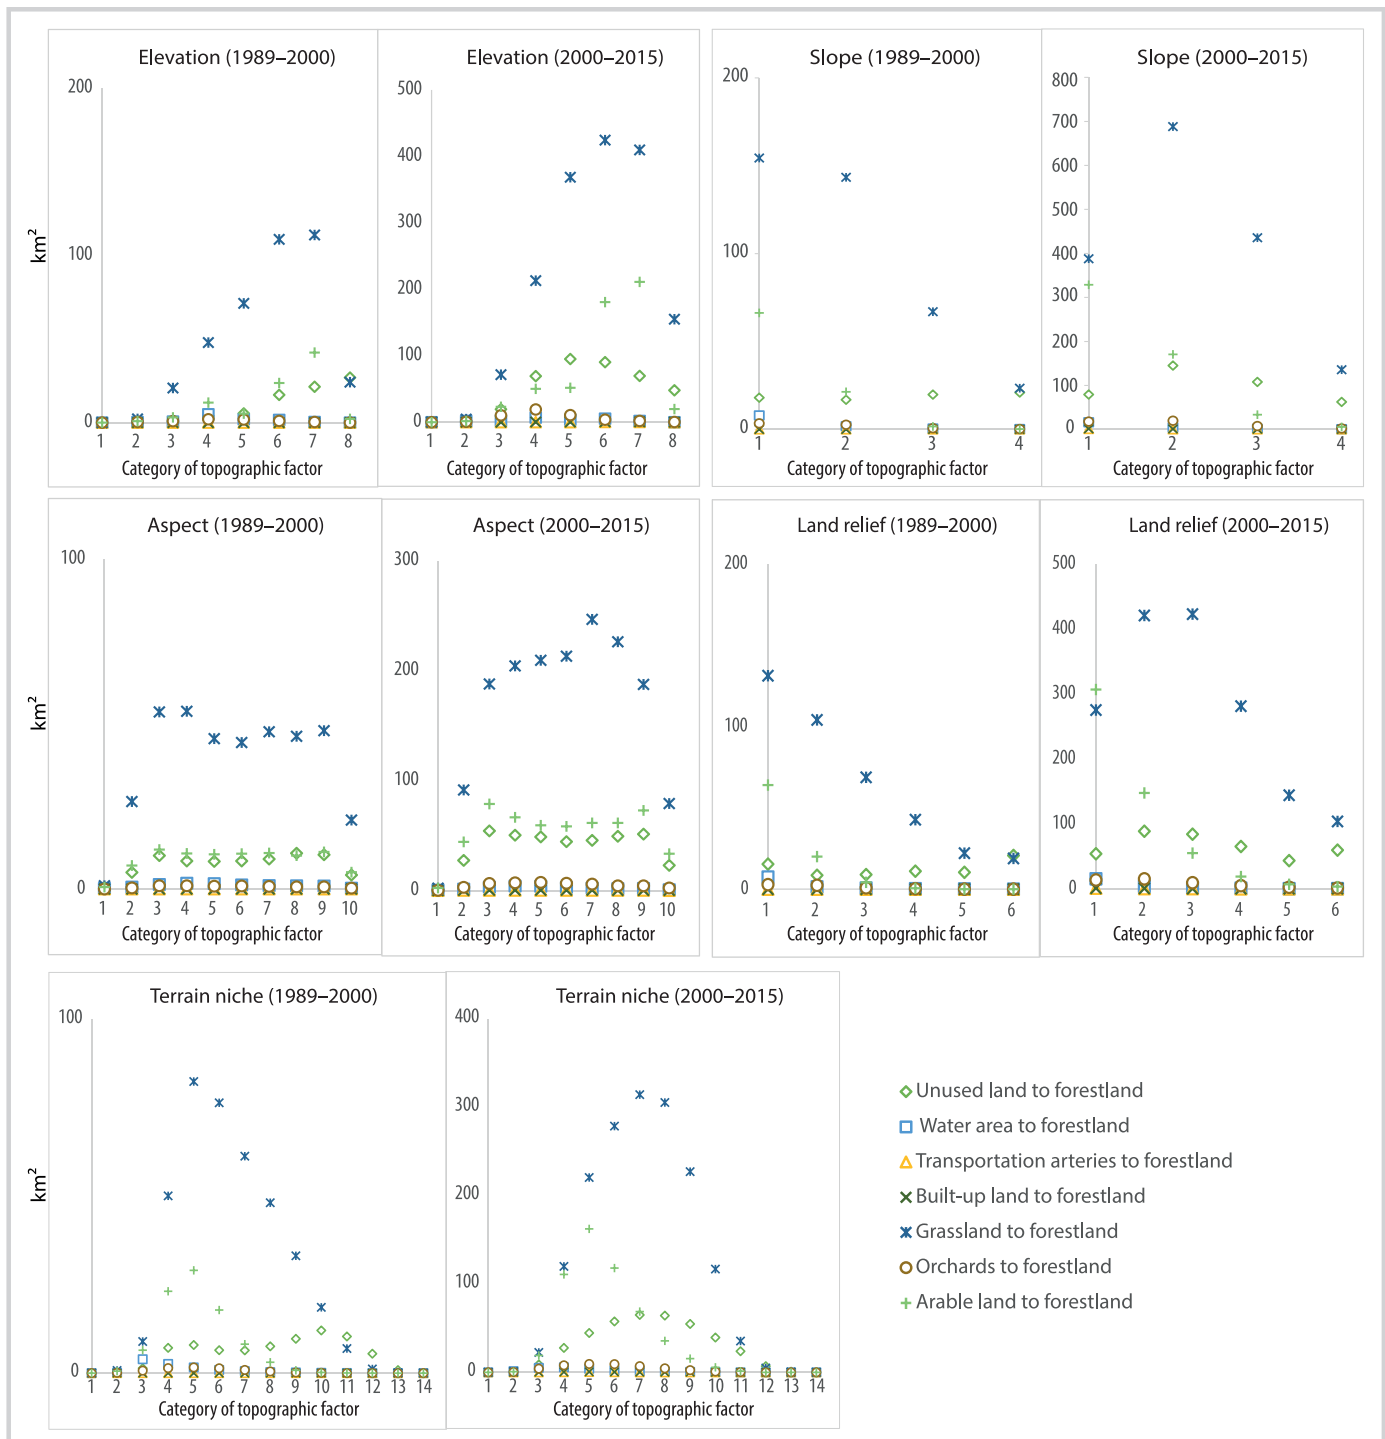 Elevation (1989–2000)
200
100
0
km²
1 2 3 4 5 6 7 8
Category of topographic factor
Elevation (2000–2015)
500
400
300
200
100
0
1 2 3 4 5 6 7 8
Category of topographic factor
Slope (1989–2000)
200
100
0
1 2 3 4
Category of topographic factor
Slope (2000–2015)
800
700
600
500
400
300
200
100
0
1 2 3 4
Category of topographic factor
Aspect (1989–2000)
100
0
km²
1 2 3 4 5 6 7 8 9 10
Category of topographic factor
Aspect (2000–2015)
300
200
100
0
1 2 3 4 5 6 7 8 9 10
Category of topographic factor
Land relief (1989–2000)
200
100
0
1 2 3 4 5 6
Category of topographic factor
Land relief (2000–2015)
500
400
300
200
100
0
1 2 3 4 5 6
Category of topographic factor
Terrain niche (1989–2000)
100
0
km²
1 2 3 4 5 6 7 8 9 10 11 12 13 14
Category of topographic factor
Terrain niche (2000–2015)
400
300
200
100
0
1 2 3 4 5 6 7 8 9 10 11 12 13 14
Category of topographic factor
Unused land to forestland
Water area to forestland
Transportation arteries to forestland
Built-up land to forestland
Grassland to forestland
Orchards to forestland
Arable land to forestland